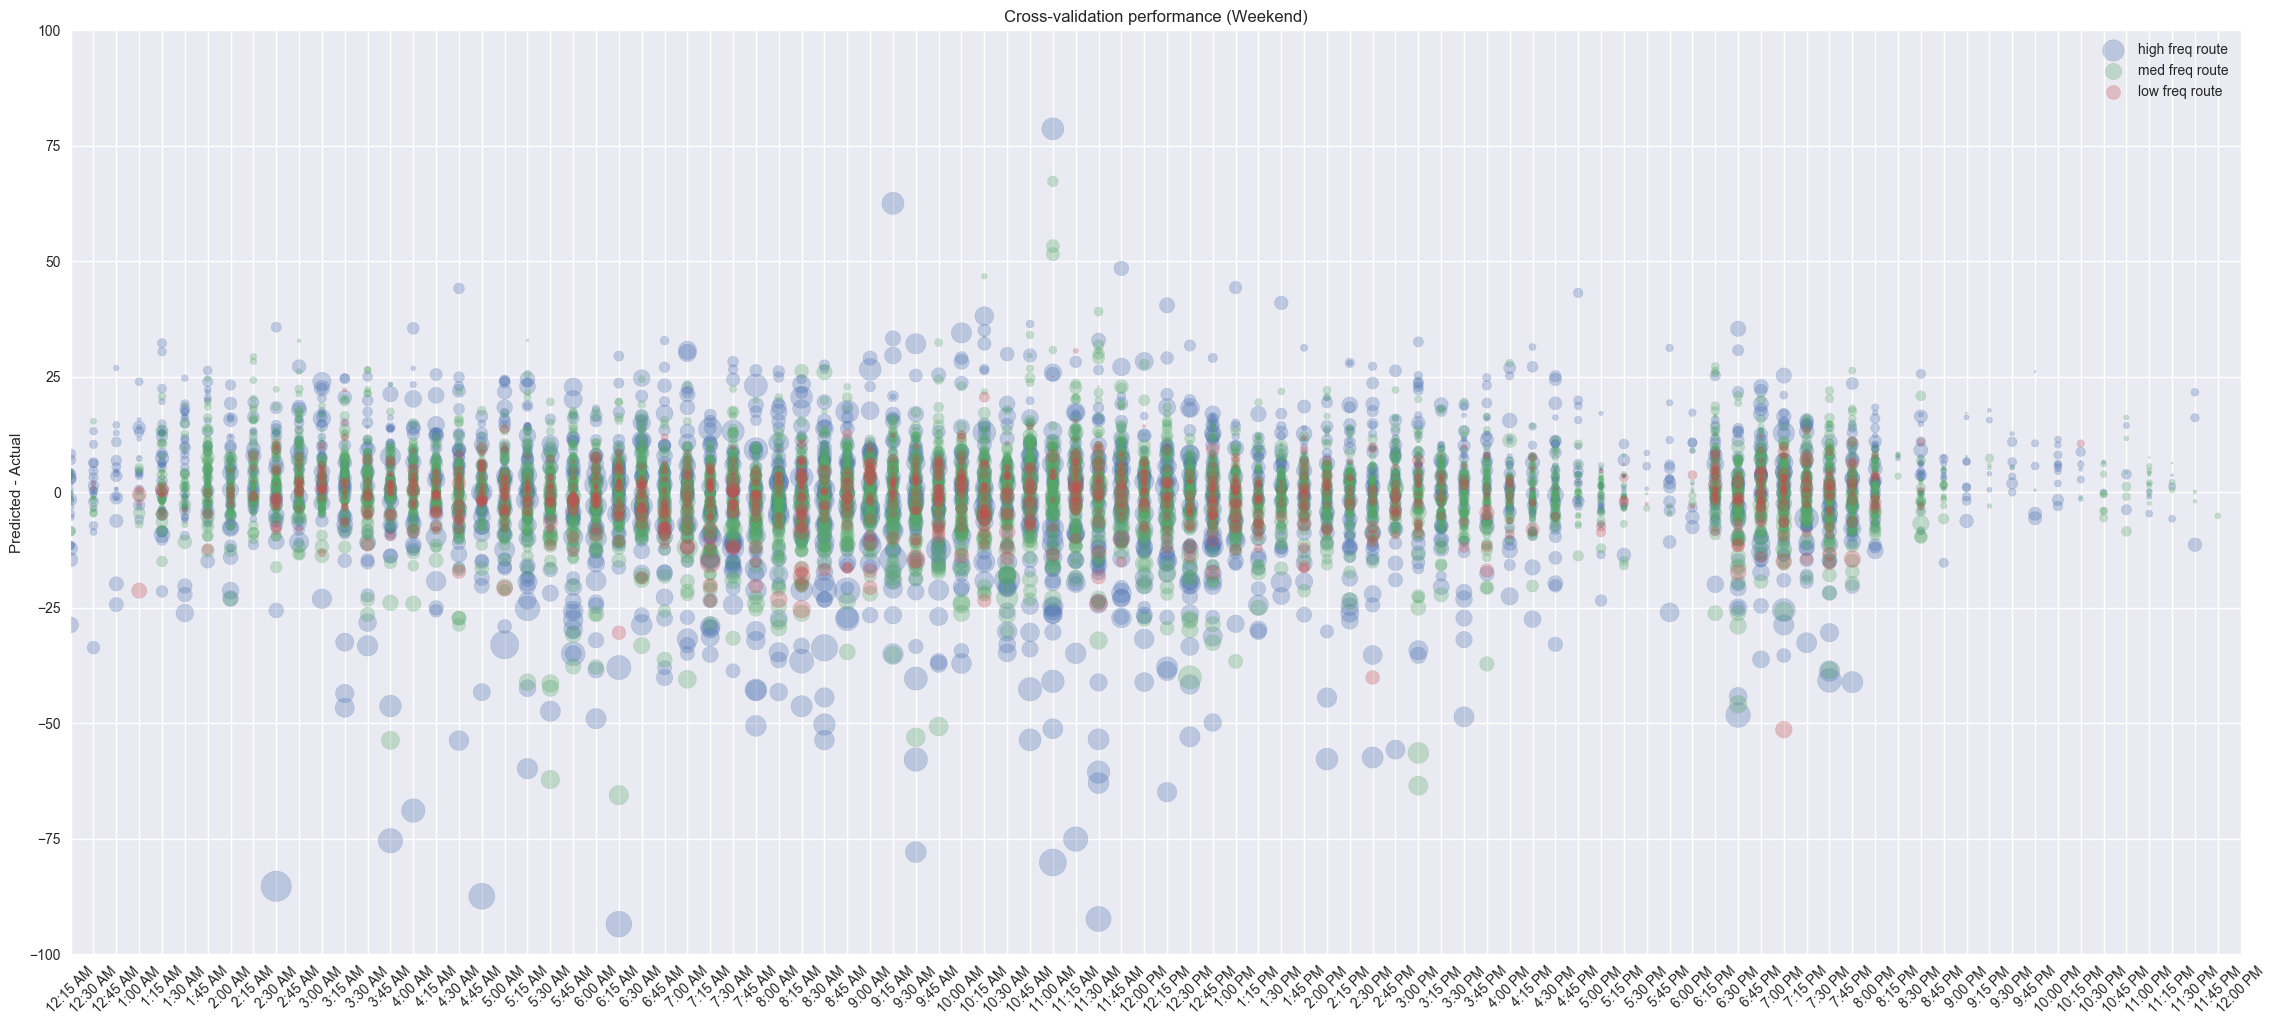 Cross-validation performance (Weekend)
100
75
50
25
0
−25
−50
−75
−100
Predicted - Actual
high freq route
med freq route
low freq route
12:15 AM
12:30 AM
12:45 AM
1:00 AM
1:15 AM
1:30 AM
1:45 AM
2:00 AM
2:15 AM
2:30 AM
2:45 AM
3:00 AM
3:15 AM
3:30 AM
3:45 AM
4:00 AM
4:15 AM
4:30 AM
4:45 AM
5:00 AM
5:15 AM
5:30 AM
5:45 AM
6:00 AM
6:15 AM
6:30 AM
6:45 AM
7:00 AM
7:15 AM
7:30 AM
7:45 AM
8:00 AM
8:15 AM
8:30 AM
8:45 AM
9:00 AM
9:15 AM
9:30 AM
9:45 AM
10:00 AM
10:15 AM
10:30 AM
10:45 AM
11:00 AM
11:15 AM
11:30 AM
11:45 AM
12:00 PM
12:15 PM
12:30 PM
12:45 PM
1:00 PM
1:15 PM
1:30 PM
1:45 PM
2:00 PM
2:15 PM
2:30 PM
2:45 PM
3:00 PM
3:15 PM
3:30 PM
3:45 PM
4:00 PM
4:15 PM
4:30 PM
4:45 PM
5:00 PM
5:15 PM
5:30 PM
5:45 PM
6:00 PM
6:15 PM
6:30 PM
6:45 PM
7:00 PM
7:15 PM
7:30 PM
7:45 PM
8:00 PM
8:15 PM
8:30 PM
8:45 PM
9:00 PM
9:15 PM
9:30 PM
9:45 PM
10:00 PM
10:15 PM
10:30 PM
10:45 PM
11:00 PM
11:15 PM
11:30 PM
11:45 PM
12:00 PM